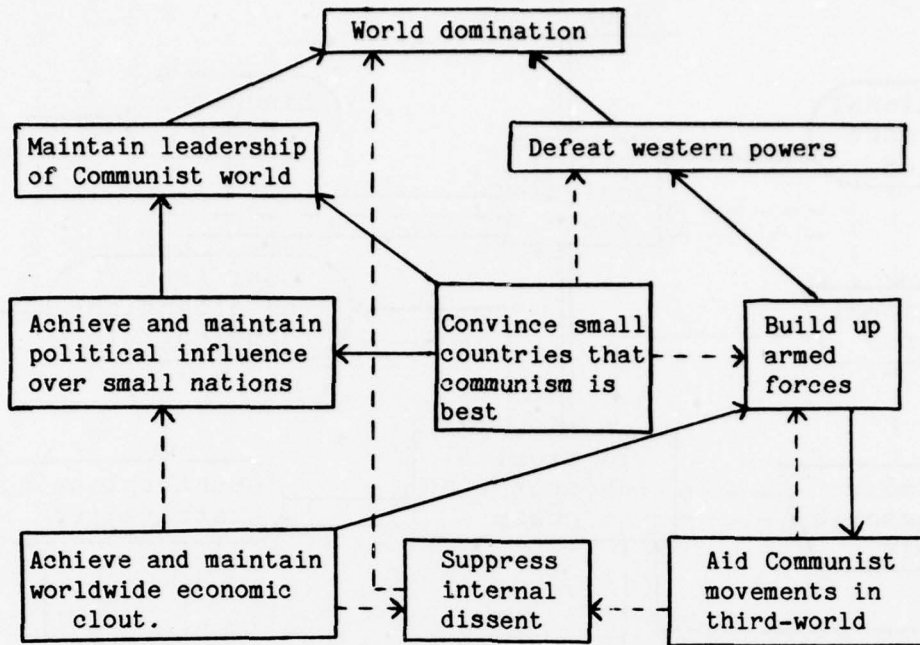 World domination
Maintain leadership
of Communist world
Defeat western powers
Achieve and maintain
political influence
over small nations
Convince small
countries that
communism is
best
Build up
armed
forces
Achieve and maintain
worldwide economic
clout.
Suppress
internal
dissent
Aid Communist
movements in
third-world